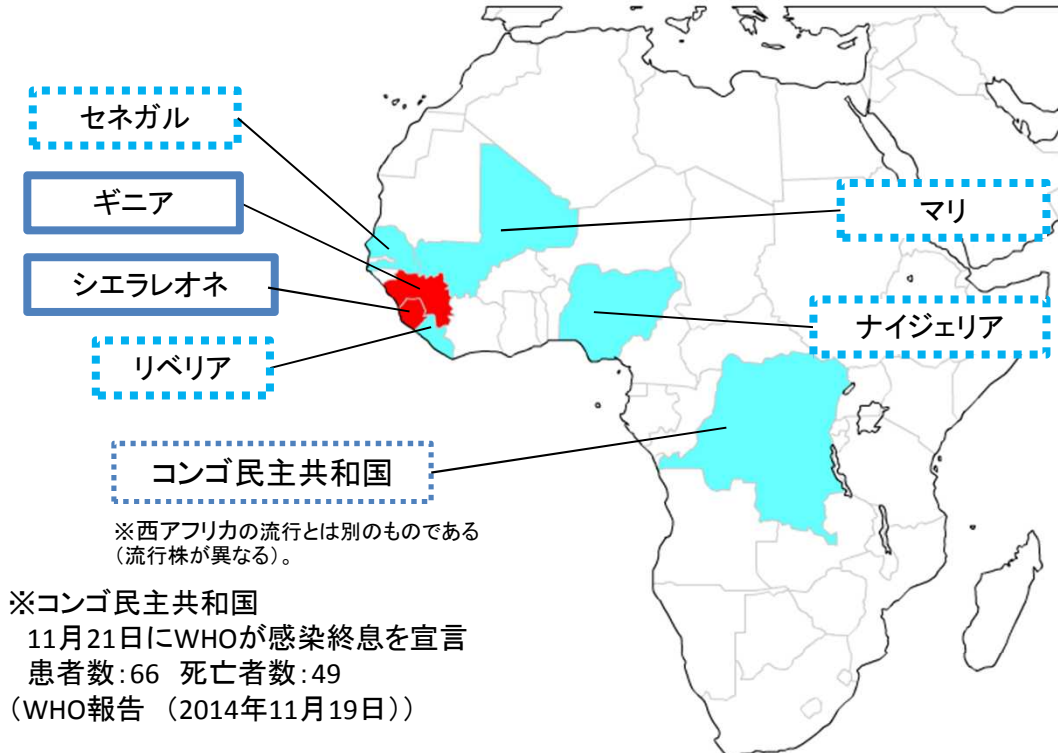 セネガル
ギニア
シエラレオネ
リベリア
マリ
ナイジェリア
コンゴ民主共和国
※西アフリカの流行とは別のものである
（流行株が異なる）。
※コンゴ民主共和国
11月21日にWHOが感染終息を宣言
患者数：66 死亡者数：49
（WHO報告 （2014年11月19日））